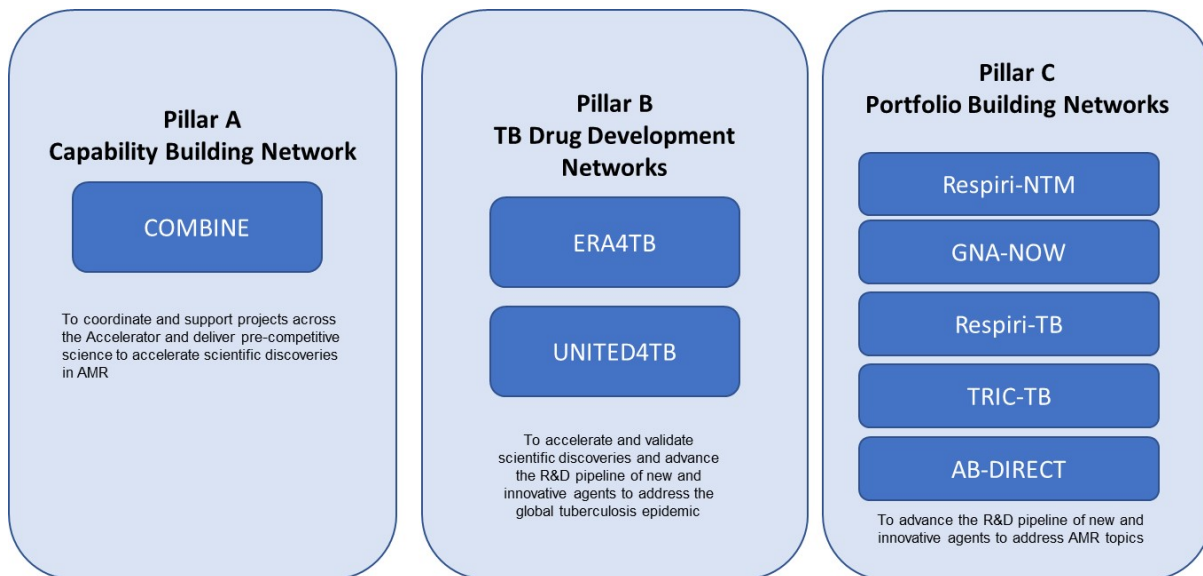 Pillar A
Capability Building Network
COMBINE
To coordinate and support projects across
the Accelerator and deliver pre-competitive
science to accelerate scientific discoveries
in AMR
Pillar B
TB Drug Development
Networks
ERA4TB
UNITED4TB
To accelerate and validate
scientific discoveries and advance
the R&D pipeline of new and
innovative agents to address the
global tuberculosis epidemic
Pillar C
Portfolio Building Networks
Respiri-NTM
GNA-NOW
Respiri-TB
TRIC-TB
AB-DIRECT
To advance the R&D pipeline of new and
innovative agents to address AMR topics